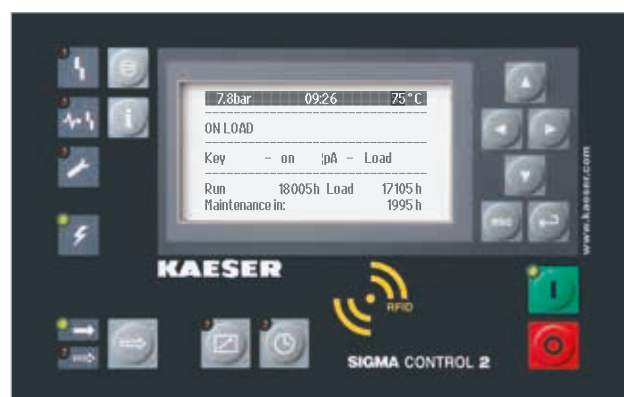 7.8bar 09:26 75°C
ON LOAD
Key - on ¦pA - Load
Run 18005h Load 17105h
Maintenance in: 1995h
esc
www.kaeser.com
KAESER
RFID
I
O
SIGMA CONTROL 2